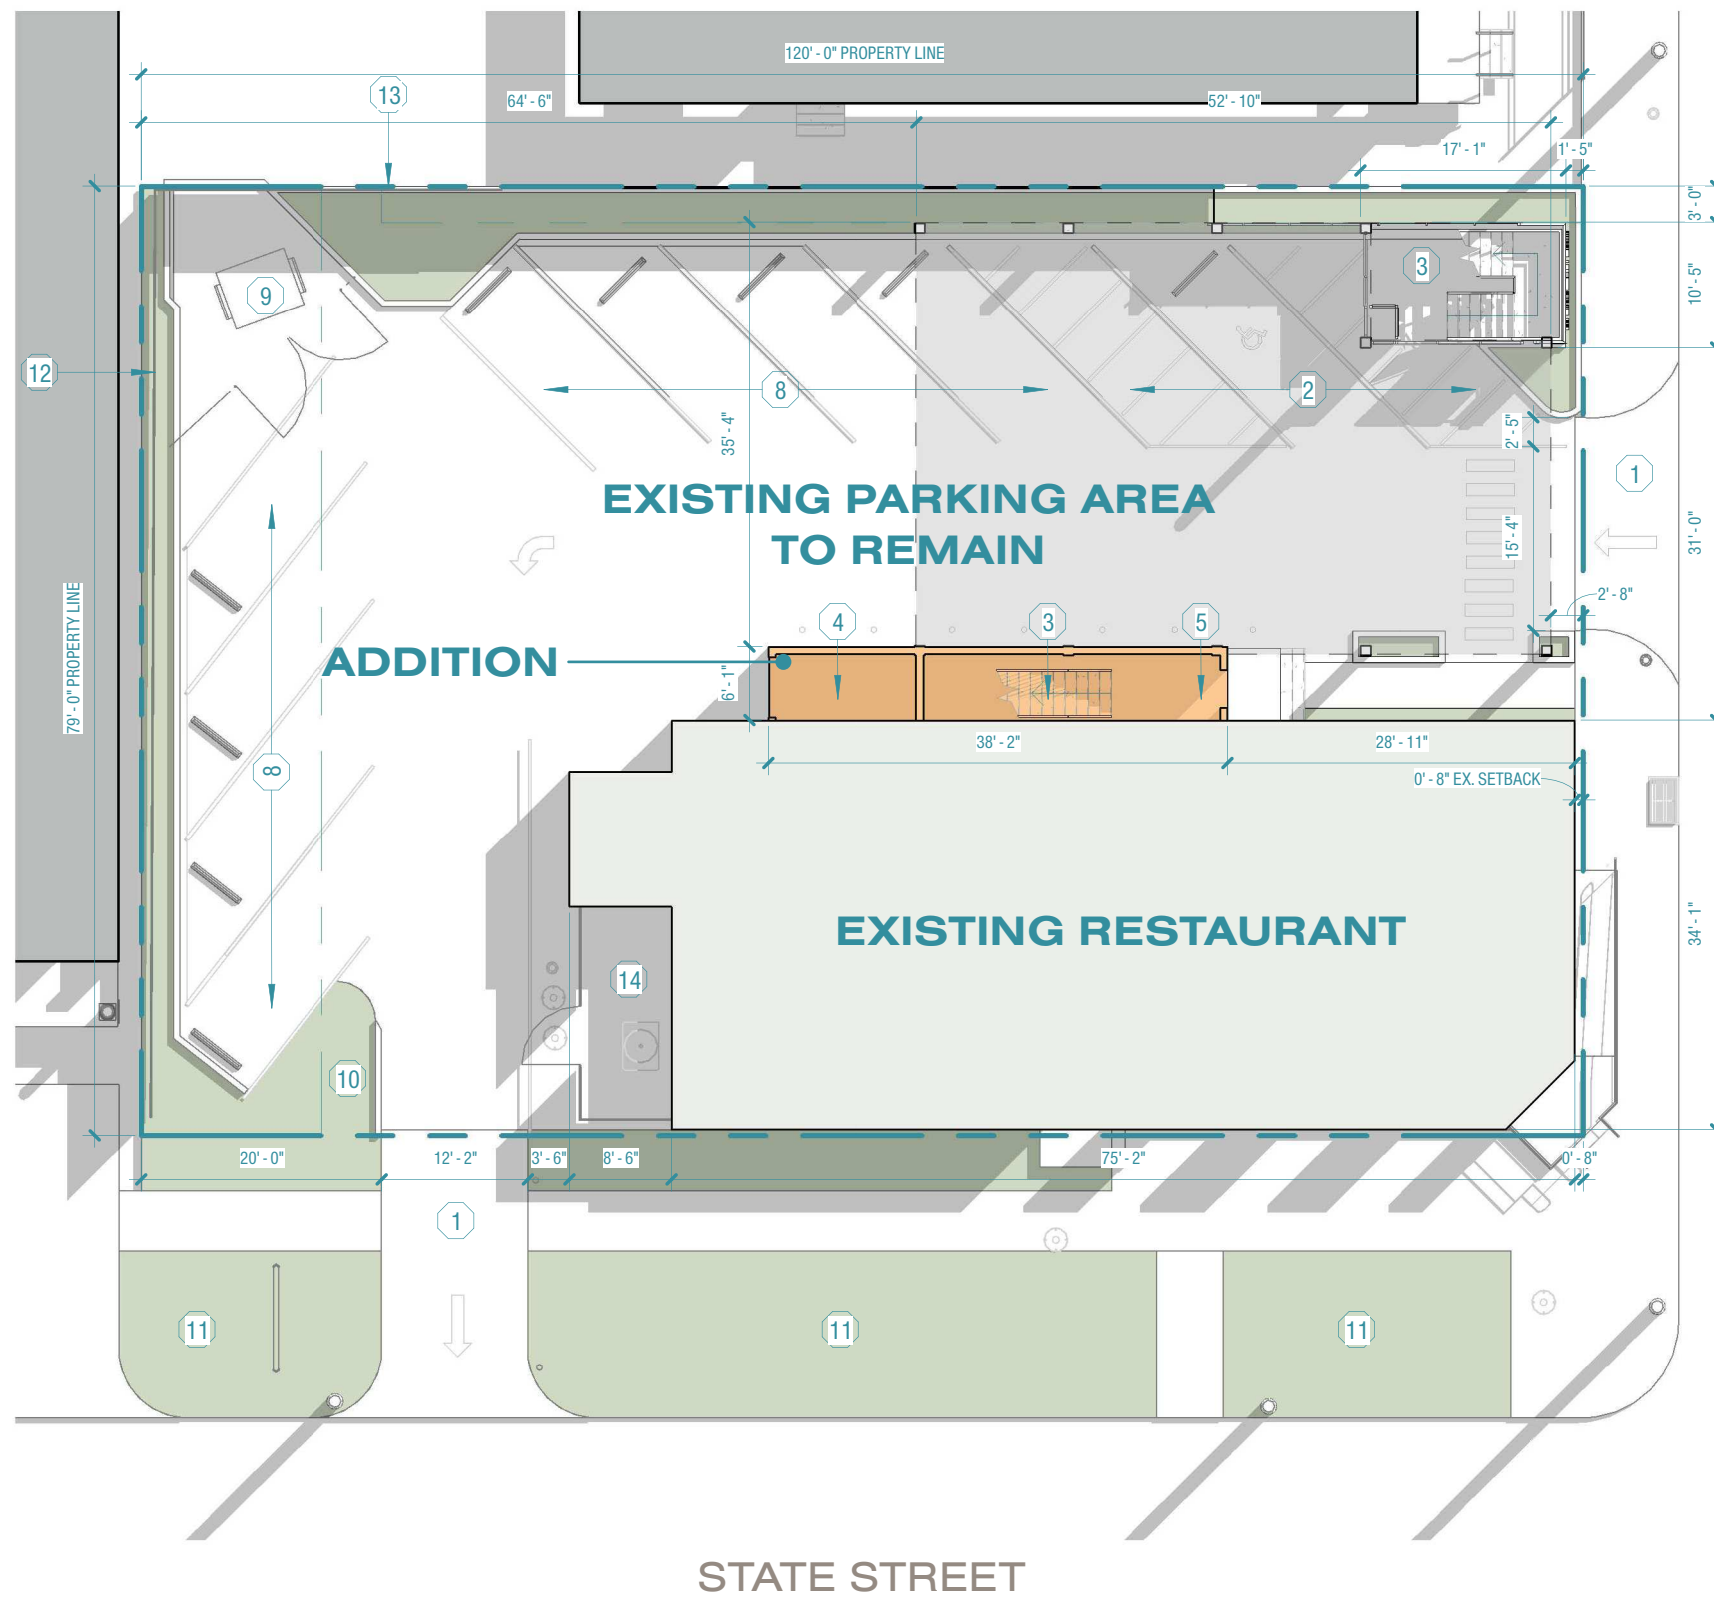 120' - 0" PROPERTY LINE
13
64' - 6"
52' - 10"
17' - 1"
1' - 5"
3' - 0"
3
10' - 5"
9
12
8
2
35' - 4"
2' - 5"
1
EXISTING PARKING AREA
TO REMAIN
15' - 4"
31' - 0"
79' - 0" PROPERTY LINE
2' - 8"
4
3
5
ADDITION
6' - 1"
38' - 2"
28' - 11"
8
0' - 8" EX. SETBACK
EXISTING RESTAURANT
34' - 1"
14
10
20' - 0"
12' - 2"
3' - 6"
8' - 6"
75' - 2"
0' - 8"
1
11
11
11
STATE STREET